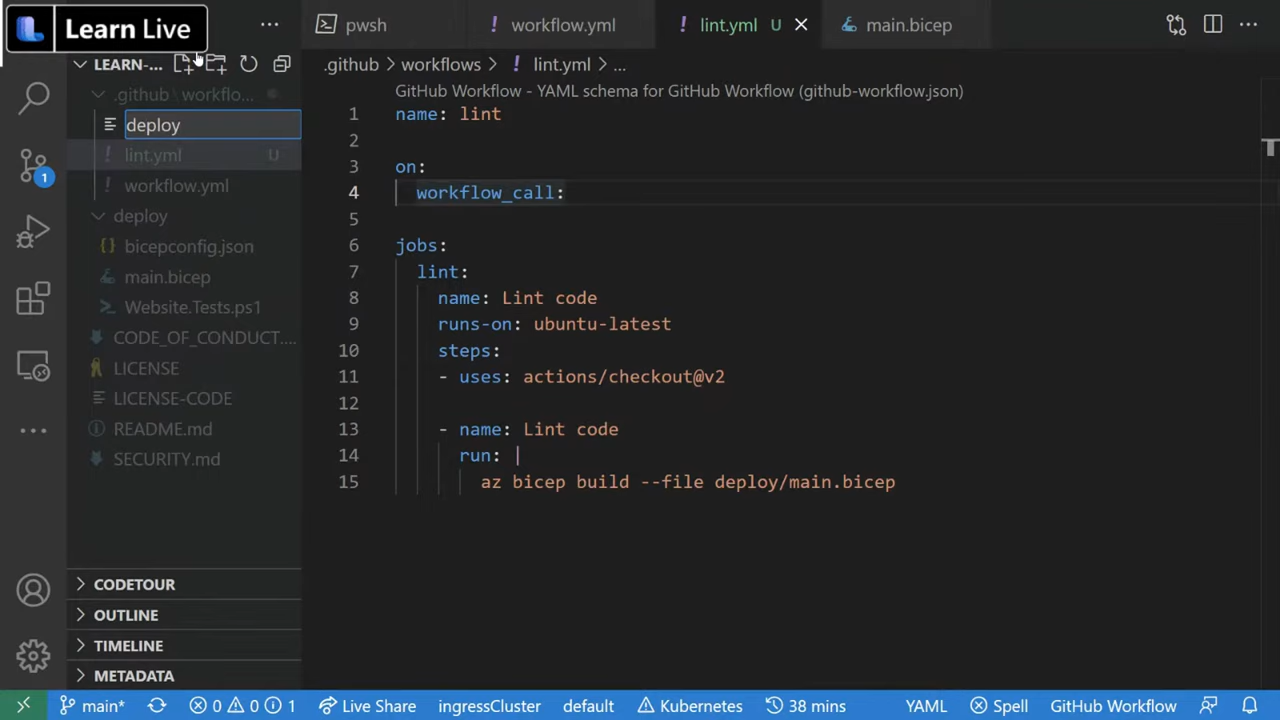 Learn Live
pwsh
workflow.yml
lint.yml U
main.bicep
LEARN-...
.github \ workflo...
deploy
lint.yml U
workflow.yml
deploy
bicepconfig.json
main.bicep
Website.Tests.ps1
CODE_OF_CONDUCT....
LICENSE
LICENSE-CODE
README.md
SECURITY.md
CODETOUR
OUTLINE
TIMELINE
METADATA
1
.github > workflows > ! lint.yml > ...
GitHub Workflow - YAML schema for GitHub Workflow (github-workflow.json)
1 name: lint
2
3 on:
4 workflow_call:
5
6 jobs:
7 lint:
8 name: Lint code
9 runs-on: ubuntu-latest
10 steps:
11 - uses: actions/checkout@v2
12
13 - name: Lint code
14 run: |
15 az bicep build --file deploy/main.bicep
main* 0 0 1 Live Share ingressCluster default Kubernetes 38 mins YAML Spell GitHub Workflow